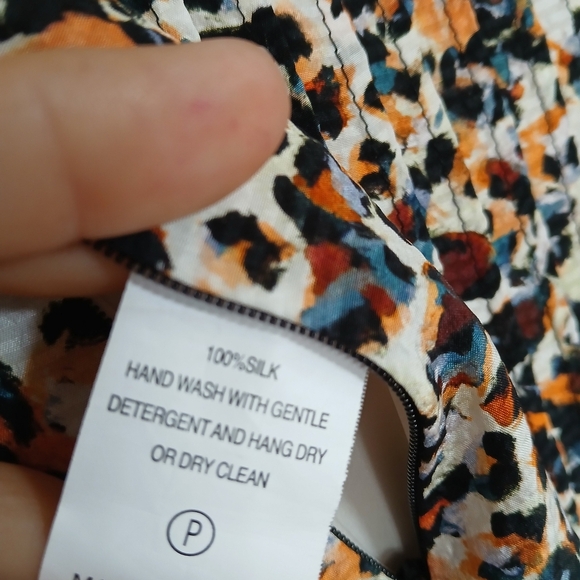 100%SILK
HAND WASH WITH GENTLE
DETERGENT AND HANG DRY
OR DRY CLEAN
P